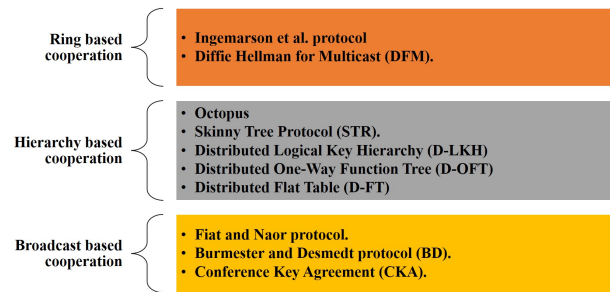 Ring based
cooperation
• Ingemarson et al. protocol
• Diffie Hellman for Multicast (DFM).
Hierarchy based
cooperation
• Octopus
• Skinny Tree Protocol (STR).
• Distributed Logical Key Hierarchy (D-LKH)
• Distributed One-Way Function Tree (D-OFT)
• Distributed Flat Table (D-FT)
Broadcast based
cooperation
• Fiat and Naor protocol.
• Burmester and Desmedt protocol (BD).
• Conference Key Agreement (CKA).